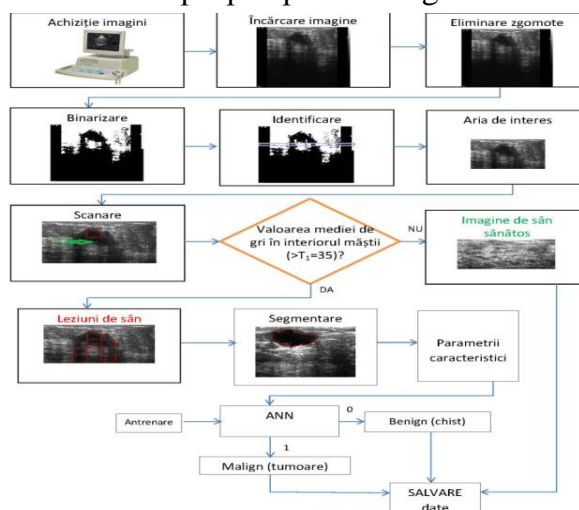 Achiziție imagini
Încărcare imagine
Eliminare zgomote
Binarizare
Identificare
Aria de interes
Scanare
Valoarea mediei de
gri în interiorul măștii
(>T₁=35)?
NU
Imagine de sân
sănătos
DA
Leziuni de sân
Segmentare
Parametrii
caracteristici
Antrenare
ANN
0
Benign (chist)
1
Malign (tumoare)
SALVARE
date